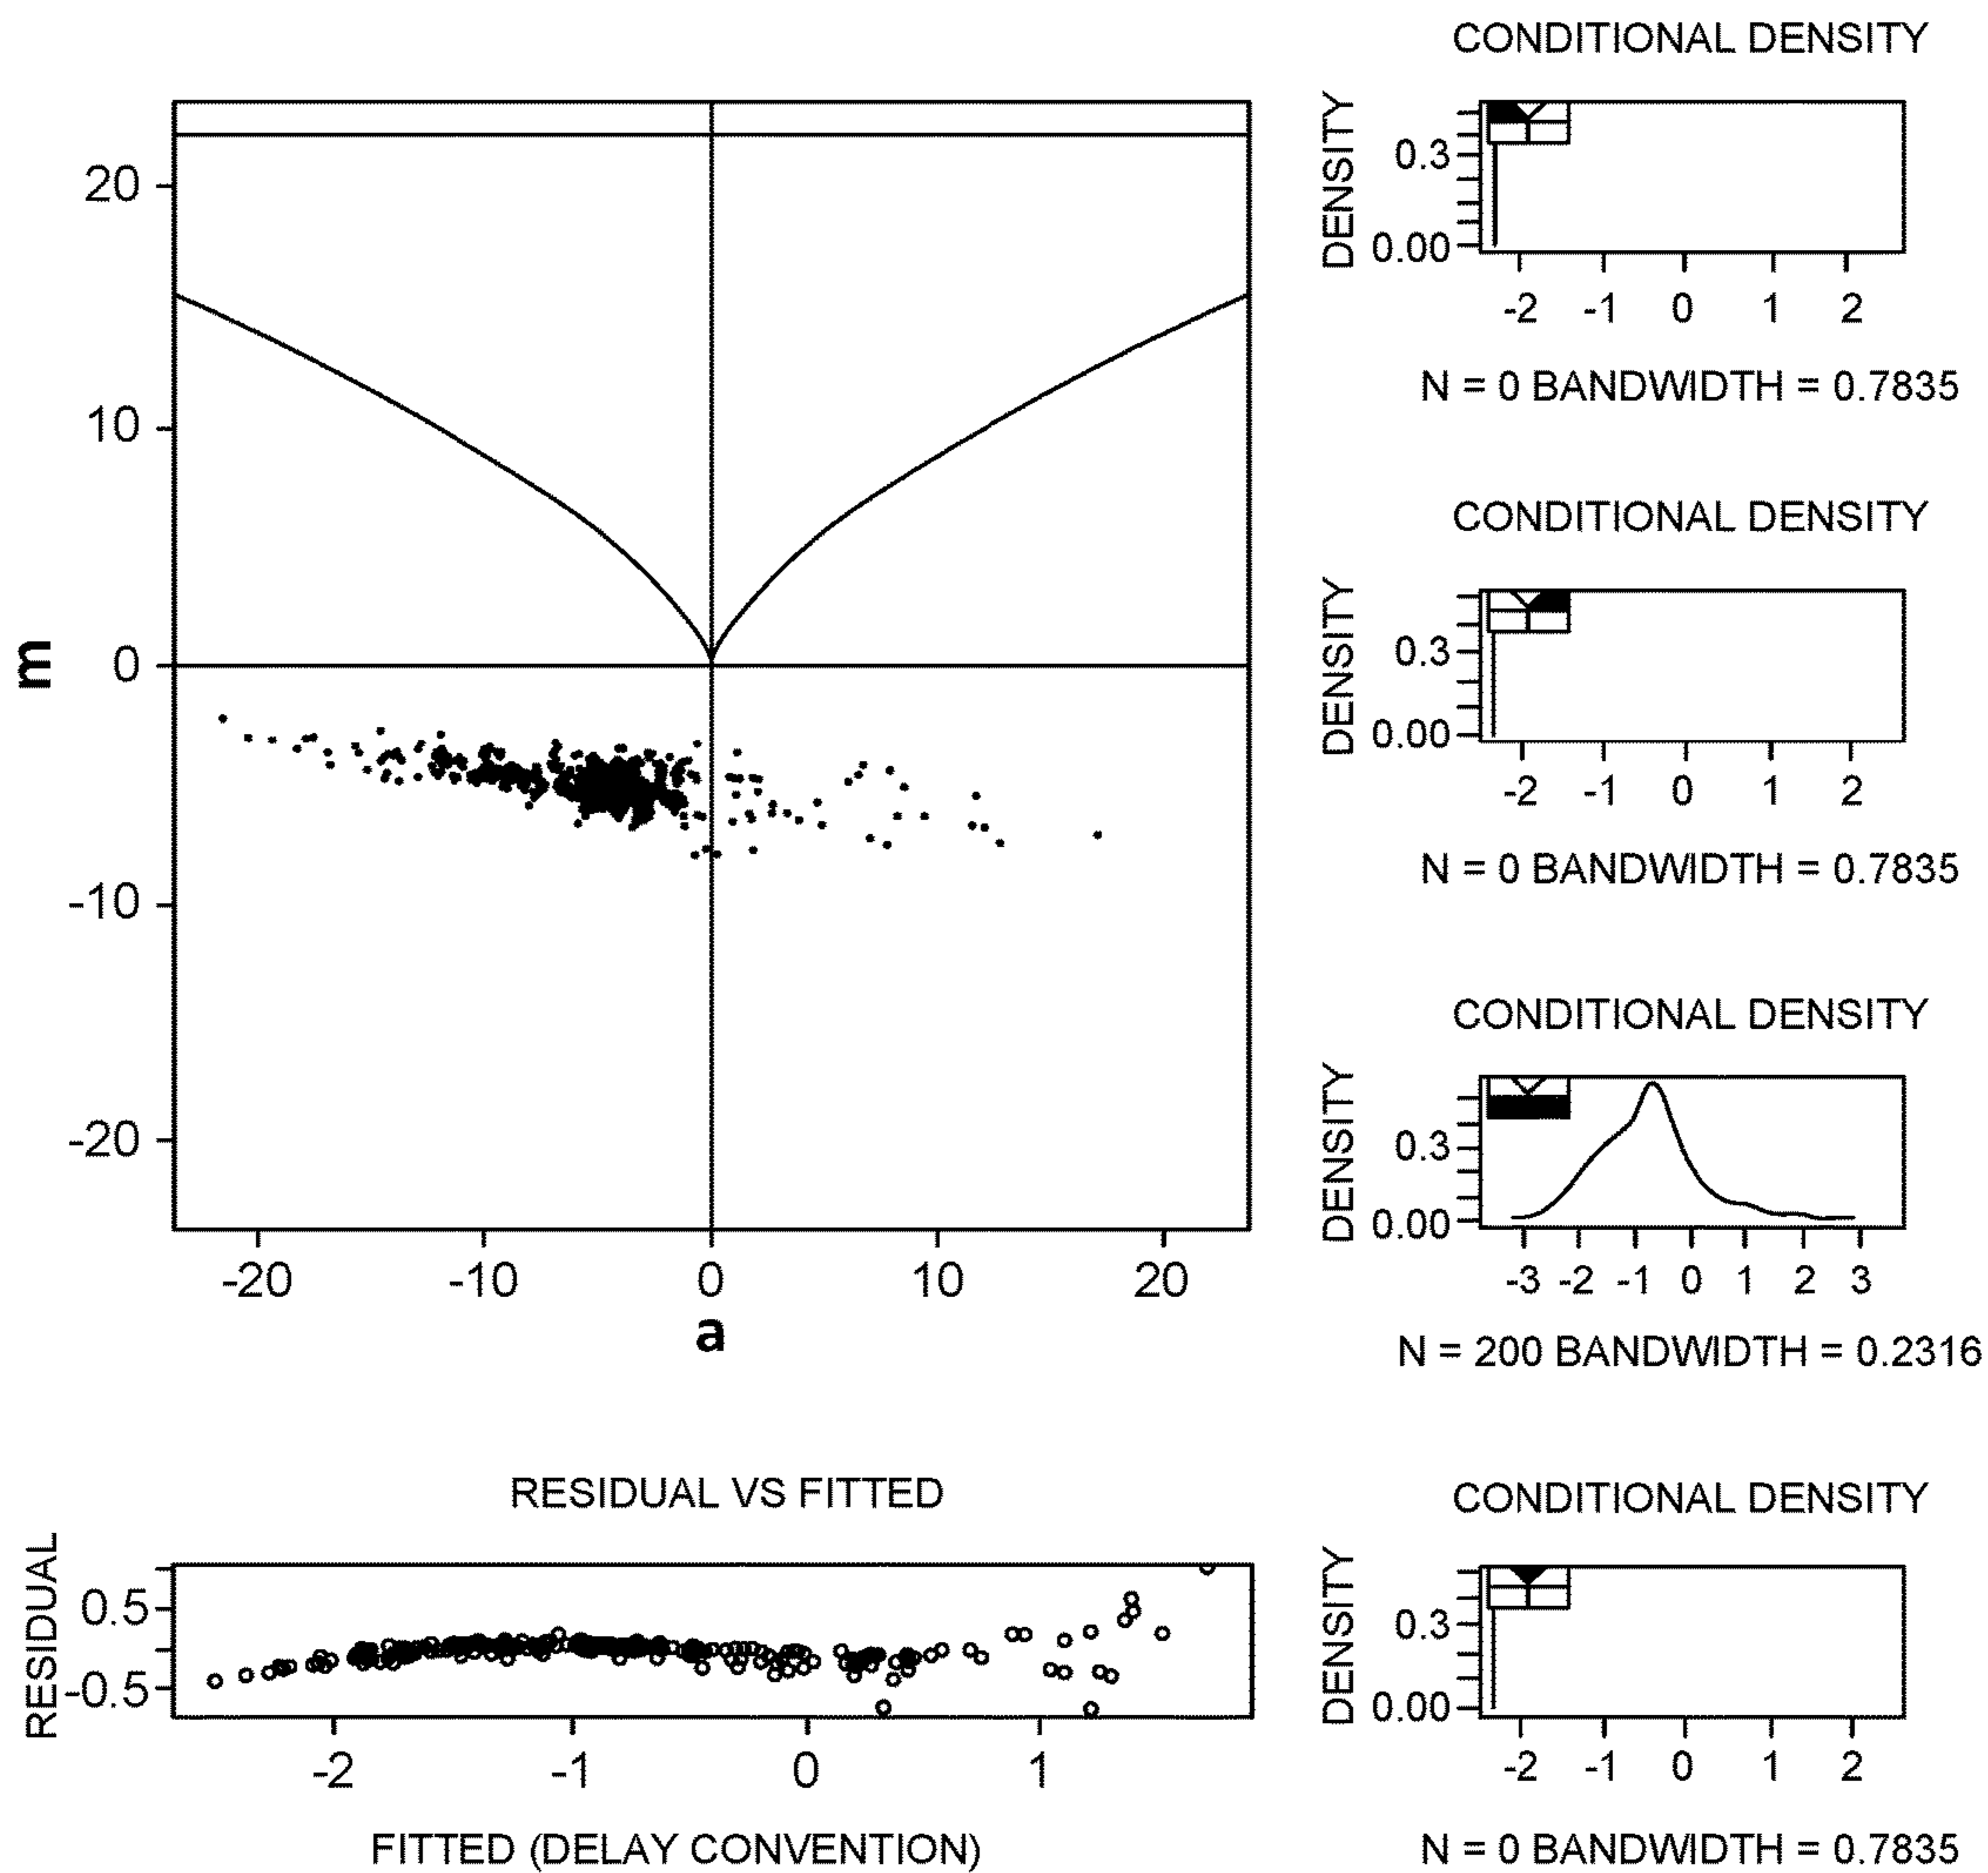 20
10
0
-10
-20
m
-20 -10 0 10 20
a
CONDITIONAL DENSITY
DENSITY
0.3
0.00
-2 -1 0 1 2
N = 0 BANDWIDTH = 0.7835
CONDITIONAL DENSITY
DENSITY
0.3
0.00
-2 -1 0 1 2
N = 0 BANDWIDTH = 0.7835
CONDITIONAL DENSITY
DENSITY
0.3
0.00
-3 -2 -1 0 1 2 3
N = 200 BANDWIDTH = 0.2316
RESIDUAL VS FITTED
RESIDUAL
0.5
-0.5
-2 -1 0 1
FITTED (DELAY CONVENTION)
CONDITIONAL DENSITY
DENSITY
0.3
0.00
-2 -1 0 1 2
N = 0 BANDWIDTH = 0.7835